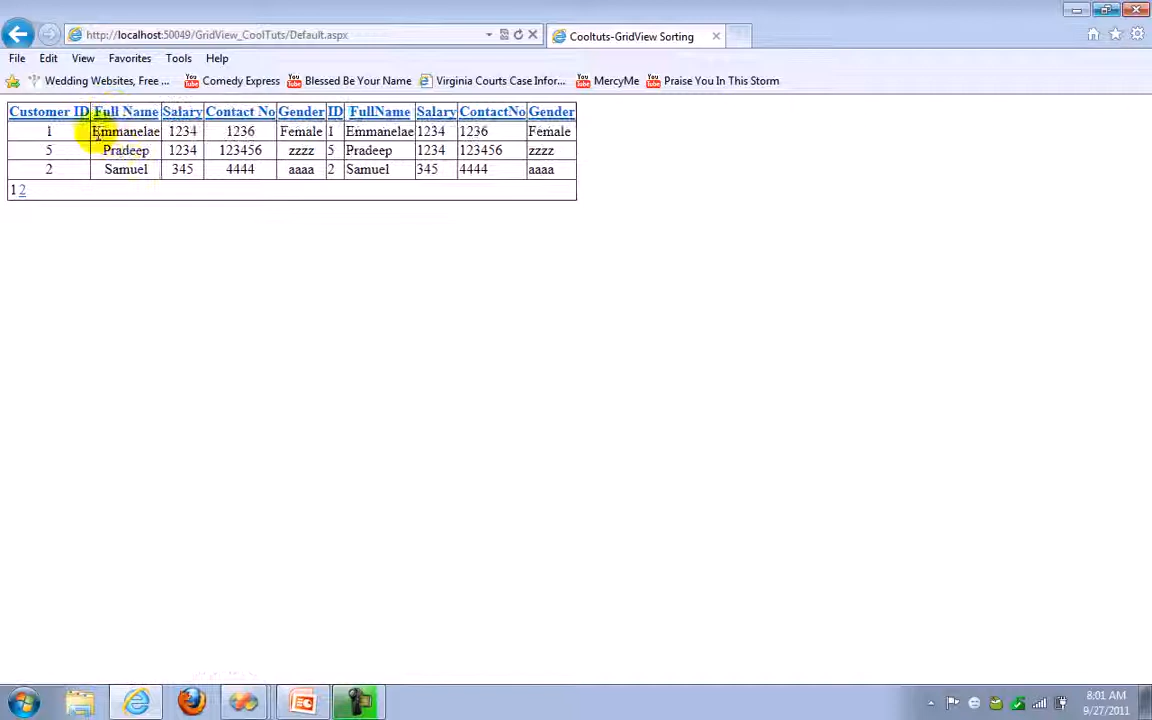 http://localhost:50049/GridView_CoolTuts/Default.aspx
Cooltuts-GridView Sorting
File Edit View Favorites Tools Help
Wedding Websites, Free ... Comedy Express Blessed Be Your Name Virginia Courts Case Infor... MercyMe Praise You In This Storm
Customer ID Full Name Salary Contact No Gender ID FullName Salary ContactNo Gender
1 Emmanelae 1234 1236 Female 1 Emmanelae 1234 1236 Female
5 Pradeep 1234 123456 zzzz 5 Pradeep 1234 123456 zzzz
2 Samuel 345 4444 aaaa 2 Samuel 345 4444 aaaa
1 2
8:01 AM
9/27/2011